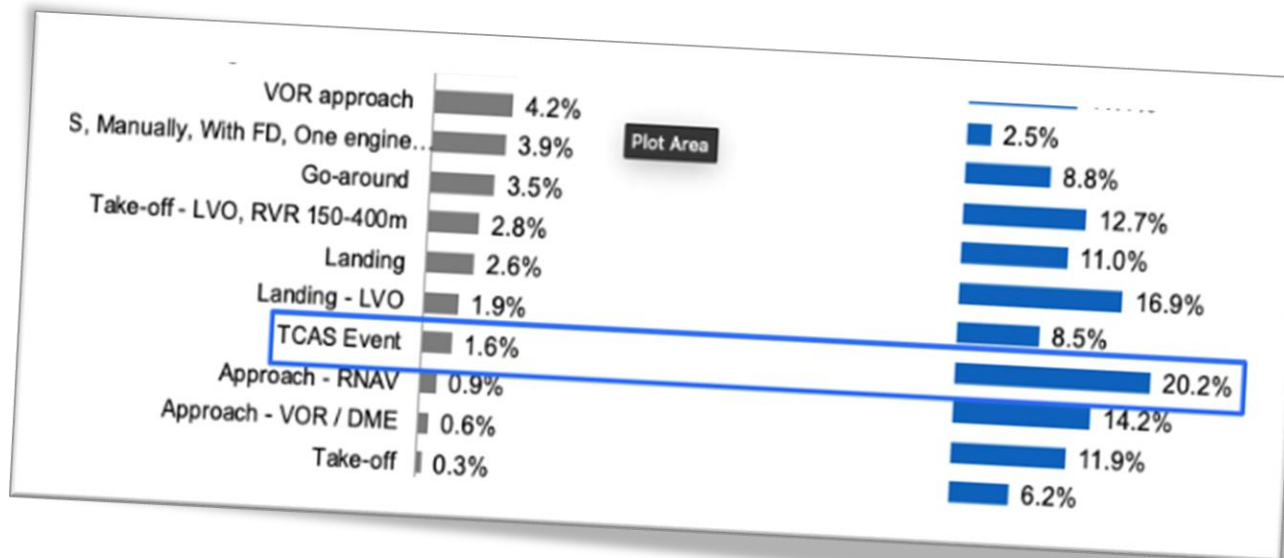 VOR approach 4.2% 2.5%
S, Manually, With FD, One engine... 3.9% Plot Area 8.8%
Go-around 3.5% 12.7%
Take-off - LVO, RVR 150-400m 2.8% 11.0%
Landing 2.6% 16.9%
Landing - LVO 1.9% 8.5%
TCAS Event 1.6% 20.2%
Approach - RNAV 0.9% 14.2%
Approach - VOR / DME 0.6% 11.9%
Take-off 0.3% 6.2%